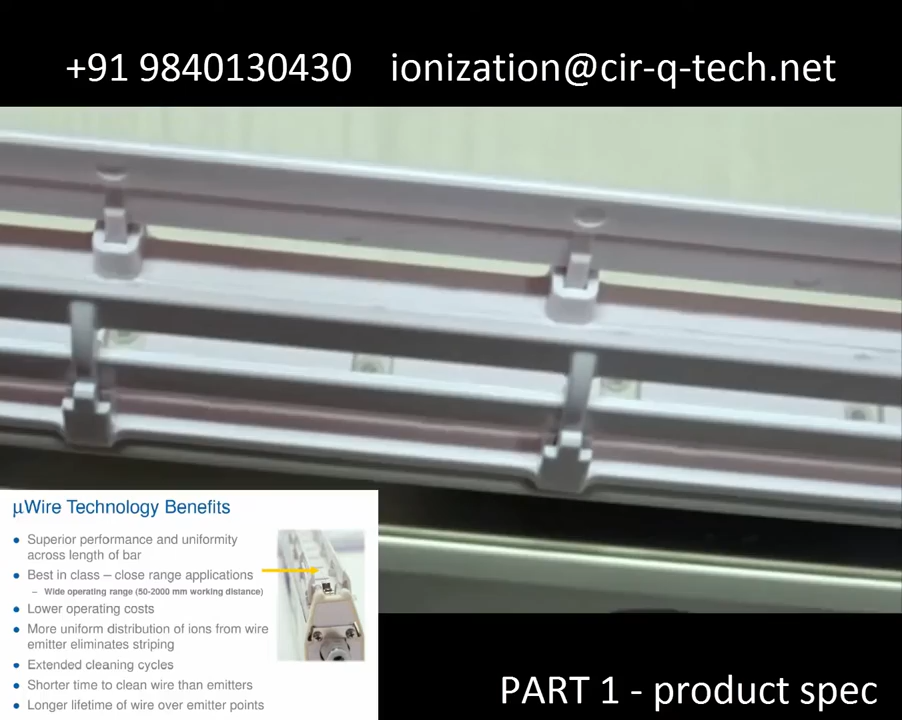 +91 9840130430 ionization@cir-q-tech.net
µWire Technology Benefits
• Superior performance and uniformity
across length of bar
• Best in class – close range applications
– Wide operating range (50-2000 mm working distance)
• Lower operating costs
• More uniform distribution of ions from wire
emitter eliminates striping
• Extended cleaning cycles
• Shorter time to clean wire than emitters
• Longer lifetime of wire over emitter points
PART 1 - product spec